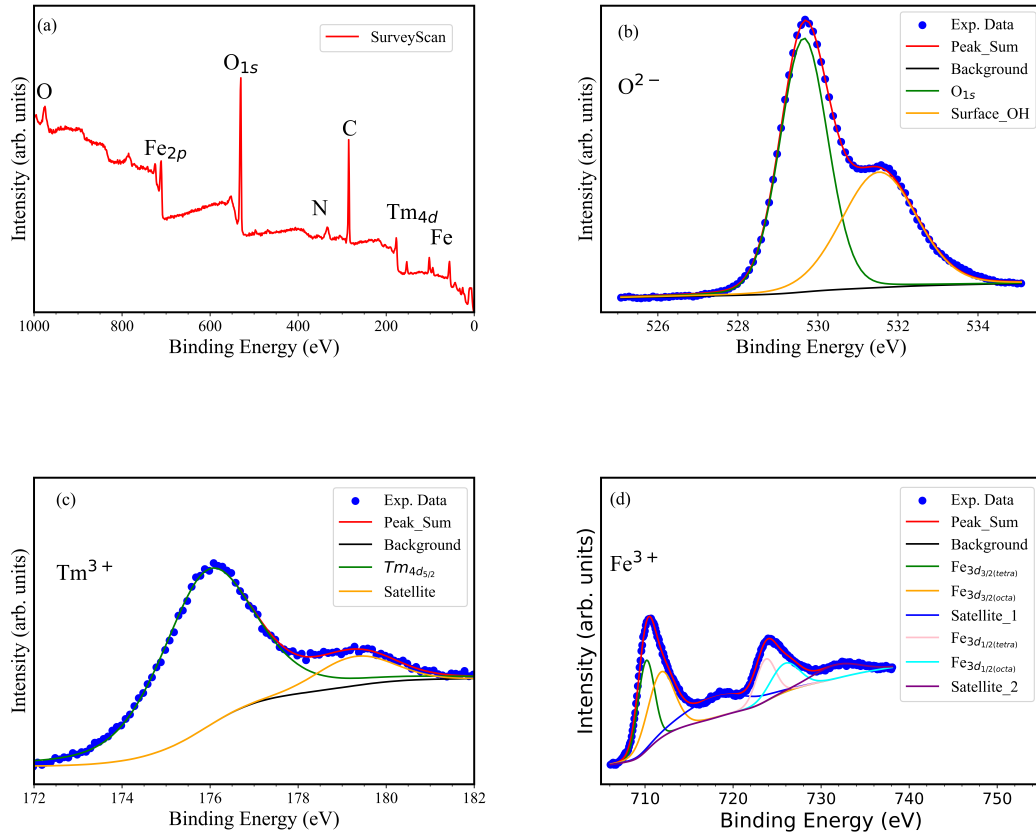 (a)
SurveyScan
O
Fe2p
O1s
N
C
Tm4d
Fe
Intensity (arb. units)
1000 800 600 400 200 0
Binding Energy (eV)
(b)
O2−
Exp. Data
Peak_Sum
Background
O1s
Surface_OH
Intensity (arb. units)
526 528 530 532 534
Binding Energy (eV)
(c)
Tm3+
Exp. Data
Peak_Sum
Background
Tm4d5/2
Satellite
Intensity (arb. units)
172 174 176 178 180 182
Binding Energy (eV)
(d)
Fe3+
Exp. Data
Peak_Sum
Background
Fe3d3/2(tetra)
Fe3d3/2(octa)
Satellite_1
Fe3d1/2(tetra)
Fe3d1/2(octa)
Satellite_2
Intensity (arb. units)
710 720 730 740 750
Binding Energy (eV)